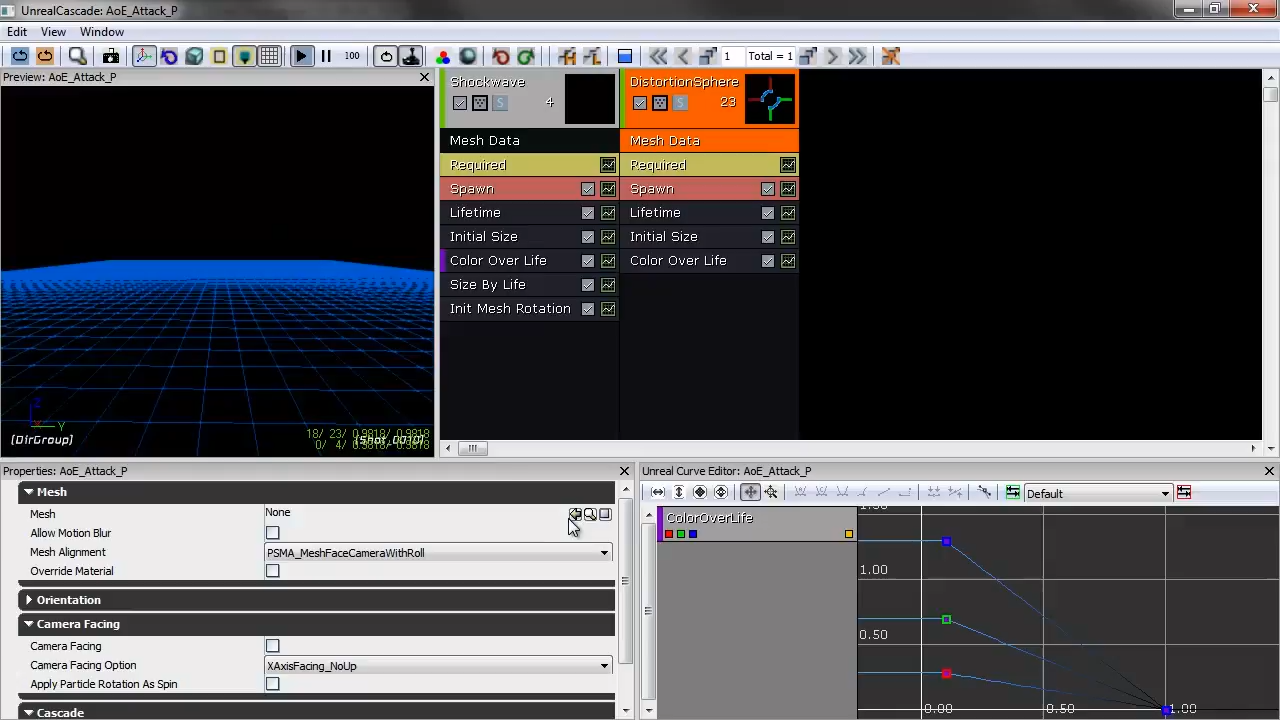 UnrealCascade: AoE_Attack_P
Edit View Window
100
1
Total = 1
Preview: AoE_Attack_P
(DirGroup)
Shockwave
S
4
Mesh Data
Required
Spawn
Lifetime
Initial Size
Color Over Life
Size By Life
Init Mesh Rotation
DistortionSphere
S
23
Mesh Data
Required
Spawn
Lifetime
Initial Size
Color Over Life
Properties: AoE_Attack_P
Mesh
Mesh None
Allow Motion Blur
Mesh Alignment PSMA_MeshFaceCameraWithRoll
Override Material
Orientation
Camera Facing
Camera Facing
Camera Facing Option XAxisFacing_NoUp
Apply Particle Rotation As Spin
Cascade
Unreal Curve Editor: AoE_Attack_P
Default
ColorOverLife
1.50
1.00
0.50
0.00 0.50 1.00